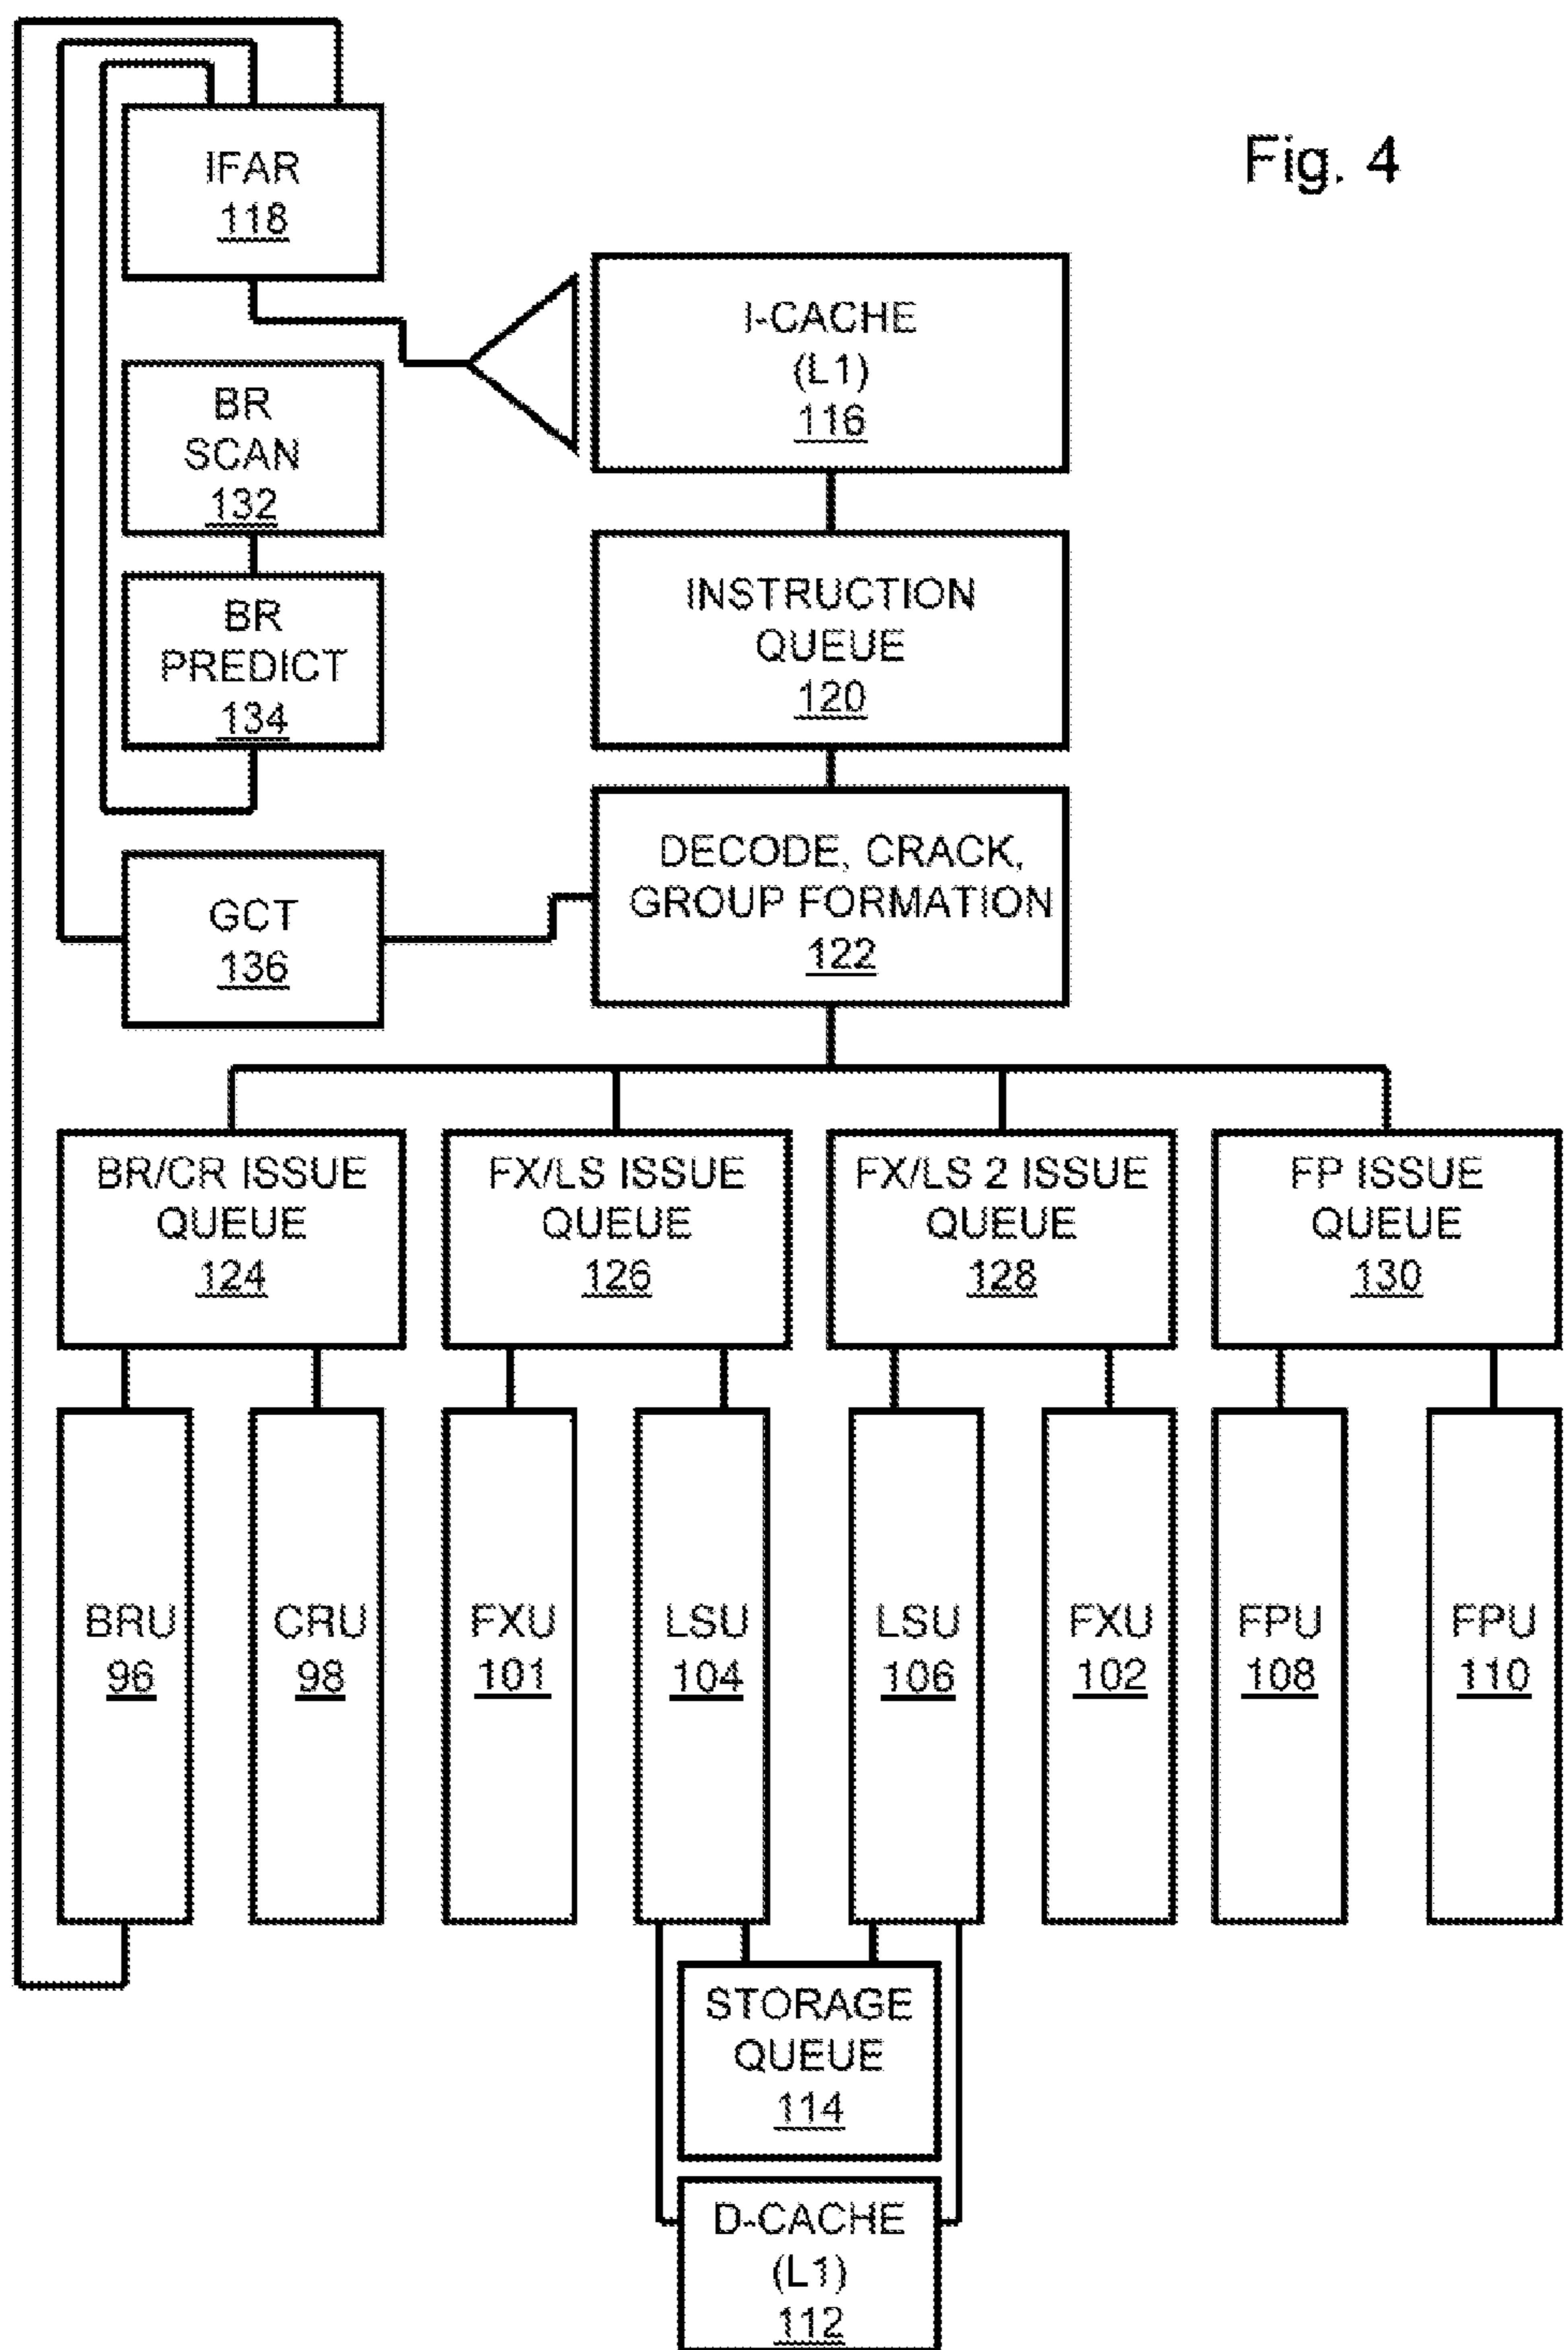 Fig. 4
IFAR
118
I-CACHE
(L1)
116
BR
SCAN
132
BR
PREDICT
134
INSTRUCTION
QUEUE
120
DECODE, CRACK,
GROUP FORMATION
122
GCT
136
BR/CR ISSUE
QUEUE
124
FX/LS ISSUE
QUEUE
126
FX/LS 2 ISSUE
QUEUE
128
FP ISSUE
QUEUE
130
BRU
96
CRU
98
FXU
101
LSU
104
LSU
106
FXU
102
FPU
108
FPU
110
STORAGE
QUEUE
114
D-CACHE
(L1)
112